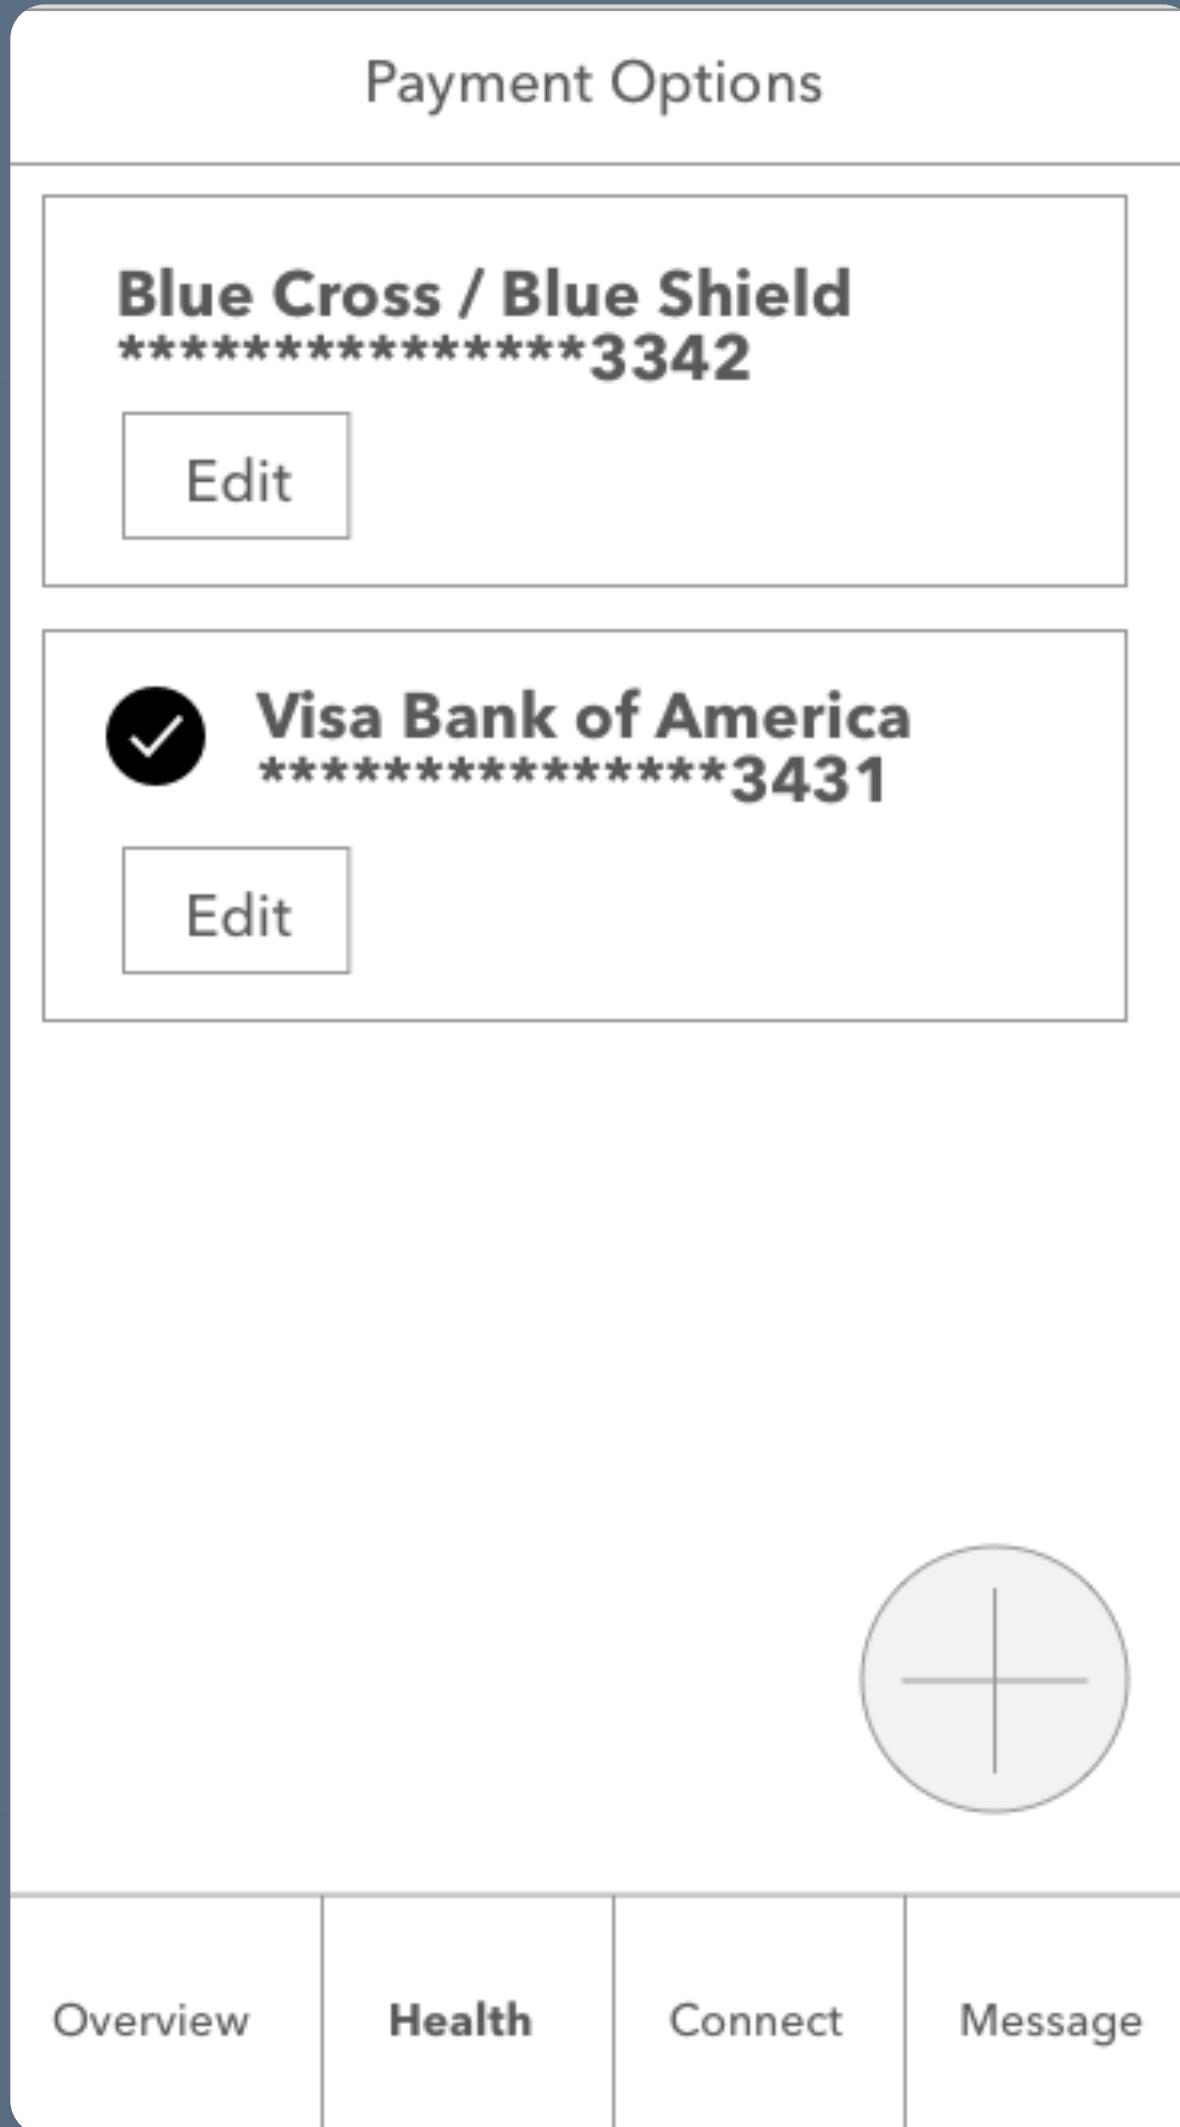 Payment Options
Blue Cross / Blue Shield
***************3342
Edit
Visa Bank of America
***************3431
Edit
Overview
Health
Connect
Message